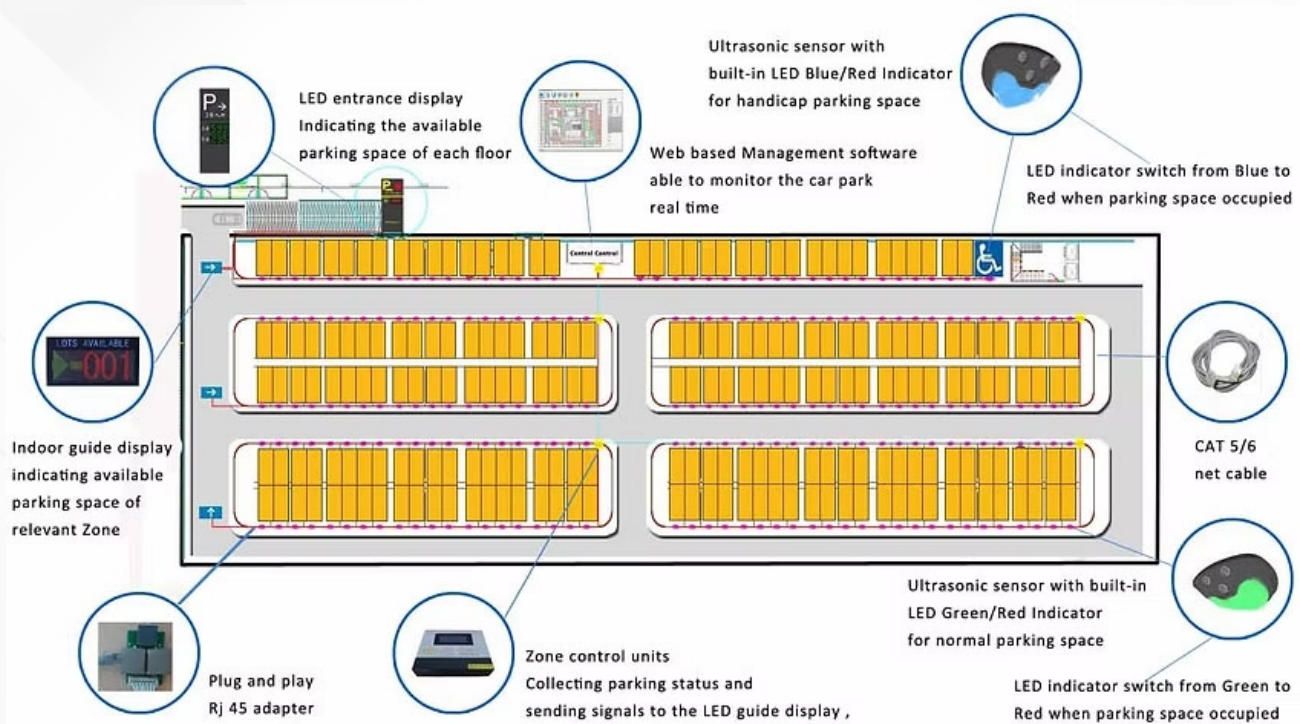 Ultrasonic sensor with
built-in LED Blue/Red Indicator
for handicap parking space
LED entrance display
Indicating the available
parking space of each floor
P
Web based Management software
able to monitor the car park
real time
LED indicator switch from Blue to
Red when parking space occupied
P
Control Control
LOTS AVAILABLE
001
Indoor guide display
indicating available
parking space of
relevant Zone
CAT 5/6
net cable
Ultrasonic sensor with built-in
LED Green/Red Indicator
for normal parking space
Plug and play
Rj 45 adapter
Zone control units
Collecting parking status and
sending signals to the LED guide display ,
LED indicator switch from Green to
Red when parking space occupied